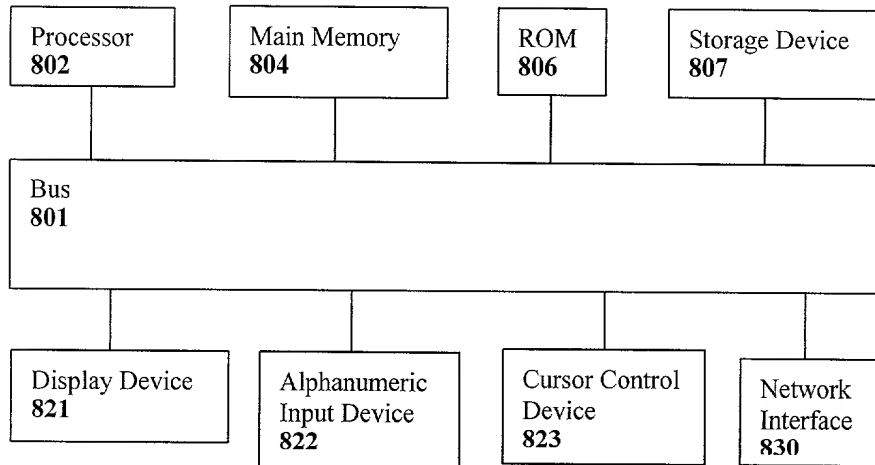 Processor
802
Main Memory
804
ROM
806
Storage Device
807
Bus
801
Display Device
821
Alphanumeric
Input Device
822
Cursor Control
Device
823
Network
Interface
830